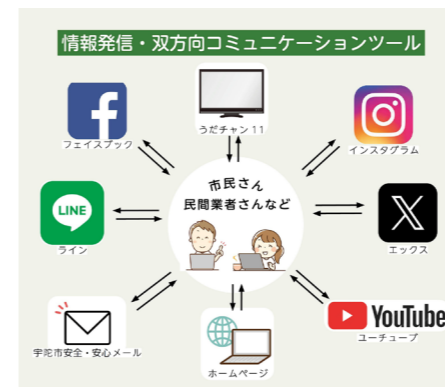 情報発信・双方向コミュニケーションツール
うだチャン11
フェイスブック
インスタグラム
市民さん
民間業者さんなど
LINE
ライン
エックス
YouTube
ユーチューブ
宇陀市安全・安心メール
ホームページ